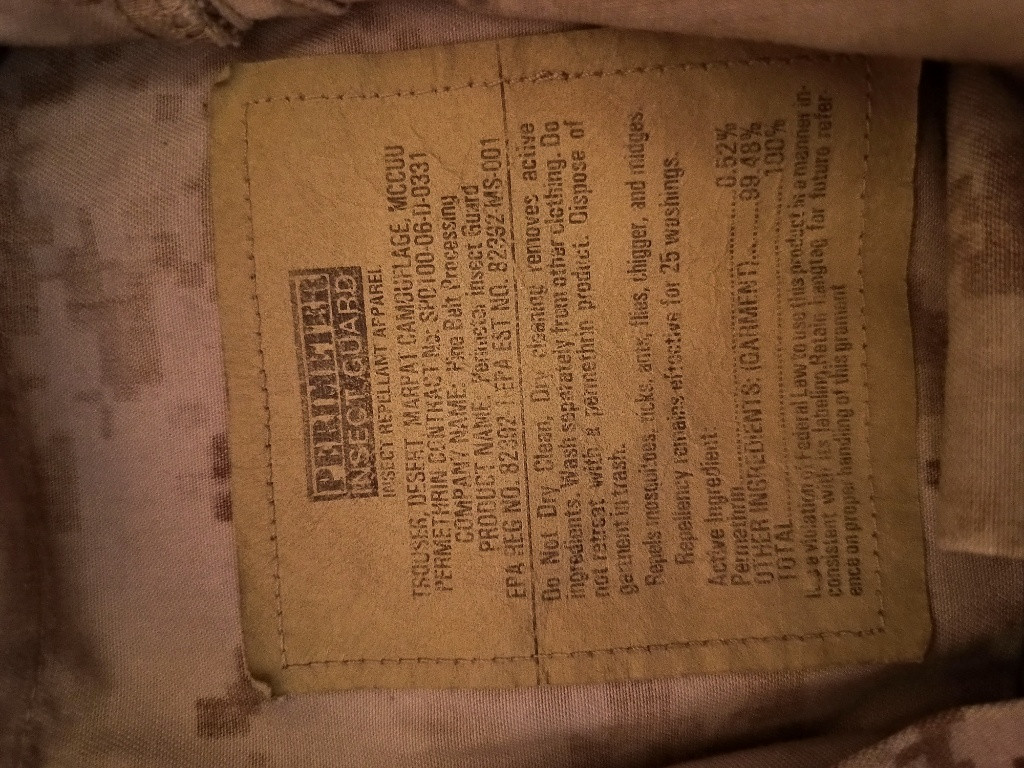 PERIMETER
INSECT GUARD
INSECT REPELLANT APPAREL
TROUSER, DESERT MARPAT CAMOUFLAGE, MCCUU
PERMETHRIN CONTRACT No. SPO100-06-D-0331
COMPANY NAME- Pine Belt Processing
PRODUCT NAME- Perimeter Insect Guard
EPA REG NO. 82392-1 EPA EST NO. 82392-MS-001
Do Not Dry Clean, Dry cleaning removes active
ingredients. Wash separately from other clothing. Do
not retreat with a permethrin product. Dispose of
garment in trash.
Repels mosquitoes, ticks, ants, flies, chigger, and midges.
Repellency remains effective for 25 washings.
Active Ingredient:
Permethrin..........................0.52%
OTHER INGREDIENTS: (GARMENT)....99.48%
TOTAL..............................100%
It is a violation of Federal Law to use this product in a manner in-
consistent with its labeling. Retain hangtag for future refer-
ence on proper handling of this garment